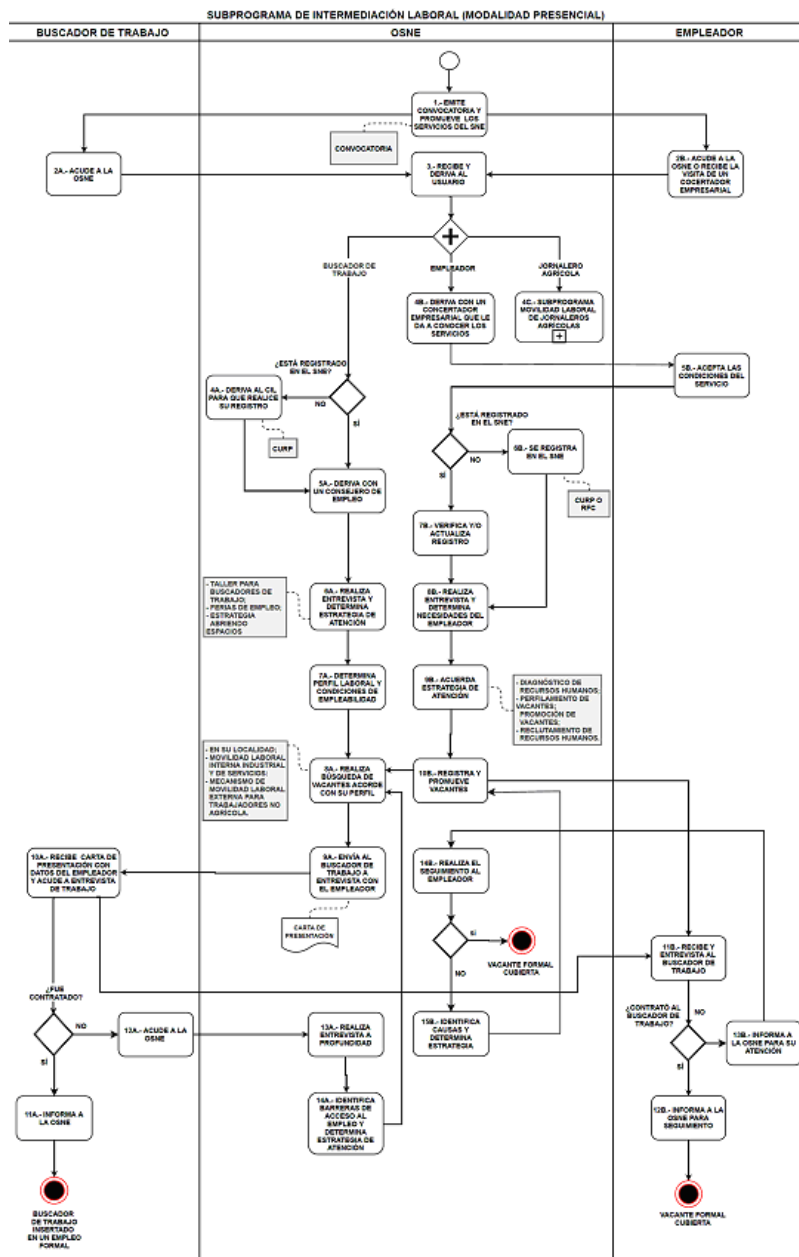 SUBPROGRAMA DE INTERMEDIACIÓN LABORAL (MODALIDAD PRESENCIAL)
BUSCADOR DE TRABAJO
OSNE
EMPLEADOR
1.- EMITE
CONVOCATORIA Y
PROMUEVE LOS
SERVICIOS DEL SNE
CONVOCATORIA
2A.- ACUDE A LA
OSNE
3.- RECIBE Y
DERIVA AL
USUARIO
2B.- ACUDE A LA
OSNE O RECIBE LA
VISITA DE UN
COCERTADOR
EMPRESARIAL
BUSCADOR DE
TRABAJO
EMPLEADOR
JORNALERO
AGRÍCOLA
4B.- DERIVA CON UN
CONCERTADOR
EMPRESARIAL QUE LE
DA A CONOCER LOS
SERVICIOS
4C.- SUBPROGRAMA
MOVILIDAD LABORAL
DE JORNALEROS
AGRÍCOLAS
5B.- ACEPTA LAS
CONDICIONES DEL
SERVICIO
¿ESTÁ REGISTRADO
EN EL SNE?
4A.- DERIVA AL CIL
PARA QUE REALICE
SU REGISTRO
NO
SÍ
CURP
¿ESTÁ REGISTRADO
EN EL SNE?
NO
SÍ
6B.- SE REGISTRA
EN EL SNE
CURP O
RFC
5A.- DERIVA CON
UN CONSEJERO DE
EMPLEO
7B.- VERIFICA Y/O
ACTUALIZA
REGISTRO
- TALLER PARA
BUSCADORES DE
TRABAJO;
- FERIAS DE EMPLEO;
- ESTRATEGIA
ABRIENDO
ESPACIOS
6A.- REALIZA
ENTREVISTA Y
DETERMINA
ESTRATEGIA DE
ATENCIÓN
8B.- REALIZA
ENTREVISTA Y
DETERMINA
NECESIDADES DEL
EMPLEADOR
7A.- DETERMINA
PERFIL LABORAL Y
CONDICIONES DE
EMPLEABILIDAD
9B.- ACUERDA
ESTRATEGIA DE
ATENCIÓN
- DIAGNÓSTICO DE
RECURSOS HUMANOS;
- PERFILAMIENTO DE
VACANTES;
PROMOCIÓN DE
VACANTES;
- RECLUTAMIENTO DE
RECURSOS HUMANOS.
- EN SU LOCALIDAD;
- MOVILIDAD LABORAL
INTERNA INDUSTRIAL
Y DE SERVICIOS;
- MECANISMO DE
MOVILIDAD LABORAL
EXTERNA PARA
TRABAJADORES NO
AGRÍCOLA.
8A.- REALIZA
BÚSQUEDA DE
VACANTES ACORDE
CON SU PERFIL
10B.- REGISTRA Y
PROMUEVE
VACANTES
10A.- RECIBE CARTA DE
PRESENTACIÓN CON
DATOS DEL EMPLEADOR
Y ACUDE A ENTREVISTA
DE TRABAJO
9A.- ENVÍA AL
BUSCADOR DE
TRABAJO A
ENTREVISTA CON
EL EMPLEADOR
CARTA DE
PRESENTACIÓN
14B.- REALIZA EL
SEGUIMIENTO AL
EMPLEADOR
SÍ
NO
VACANTE FORMAL
CUBIERTA
11B.- RECIBE Y
ENTREVISTA AL
BUSCADOR DE
TRABAJO
¿FUE
CONTRATADO?
NO
SÍ
12A.- ACUDE A LA
OSNE
13A.- REALIZA
ENTREVISTA A
PROFUNDIDAD
15B.- IDENTIFICA
CAUSAS Y
DETERMINA
ESTRATEGIA
¿CONTRATÓ AL
BUSCADOR DE
TRABAJO?
NO
SÍ
13B.- INFORMA A
LA OSNE PARA SU
ATENCIÓN
11A.- INFORMA A
LA OSNE
14A.- IDENTIFICA
BARRERAS DE
ACCESO AL
EMPLEO Y
DETERMINA
ESTRATEGIA DE
ATENCIÓN
12B.- INFORMA A LA
OSNE PARA
SEGUIMIENTO
BUSCADOR
DE TRABAJO
INSERTADO
EN UN EMPLEO
FORMAL
VACANTE FORMAL
CUBIERTA